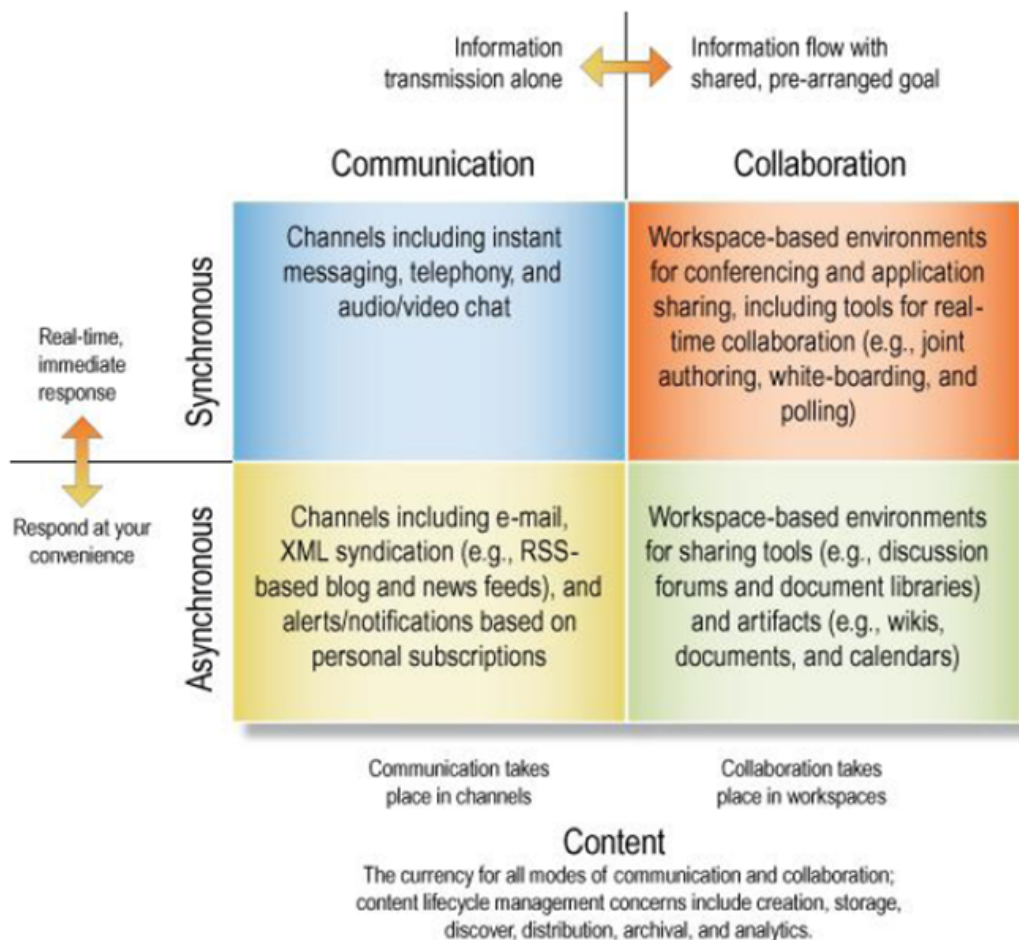 Information
transmission alone
Information flow with
shared, pre-arranged goal
Communication
Collaboration
Synchronous
Real-time,
immediate
response
Channels including instant
messaging, telephony, and
audio/video chat
Workspace-based environments
for conferencing and application
sharing, including tools for real-
time collaboration (e.g., joint
authoring, white-boarding, and
polling)
Respond at your
convenience
Asynchronous
Channels including e-mail,
XML syndication (e.g., RSS-
based blog and news feeds), and
alerts/notifications based on
personal subscriptions
Workspace-based environments
for sharing tools (e.g., discussion
forums and document libraries)
and artifacts (e.g., wikis,
documents, and calendars)
Communication takes
place in channels
Collaboration takes
place in workspaces
Content
The currency for all modes of communication and collaboration;
content lifecycle management concerns include creation, storage,
discover, distribution, archival, and analytics.